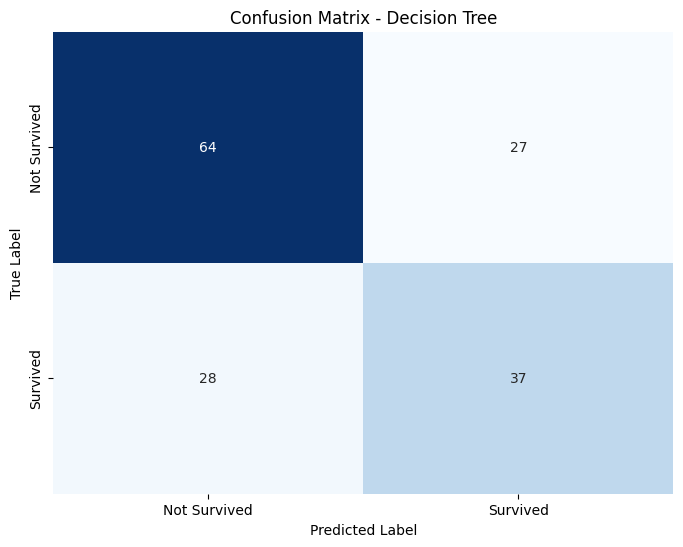 Confusion Matrix - Decision Tree
True Label
Not Survived
64
27
Survived
28
37
Not Survived
Survived
Predicted Label